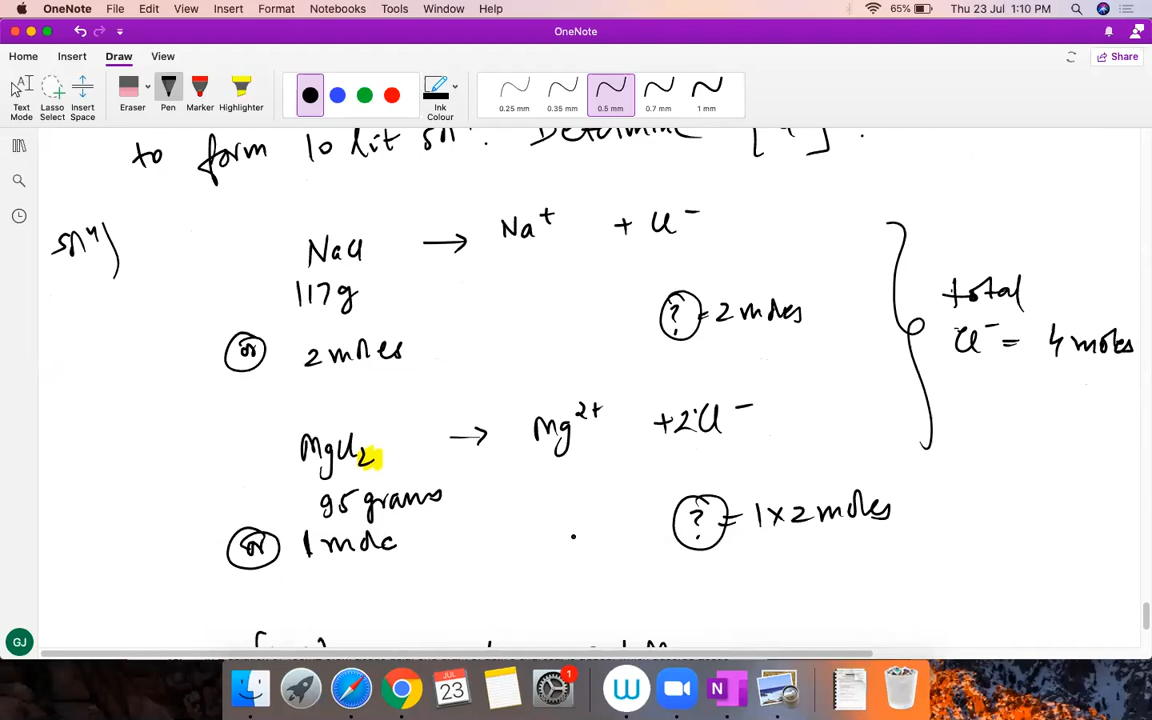 OneNote File Edit View Insert Format Notebooks Tools Window Help 65% Thu 23 Jul 1:10 PM
OneNote
Home Insert Draw View Share
Text Mode Lasso Select Insert Space Eraser Pen Marker Highlighter Ink Colour 0.25 mm 0.35 mm 0.5 mm 0.7 mm 1 mm
to form 10 lit soln. Determine [Cl-].
soln)
NaCl → Na+ + Cl-
117g
? = 2 moles
or 2 moles
total
Cl- = 4 moles
MgCl2 → Mg2+ + 2Cl-
95 grams
? = 1 × 2 moles
or 1 mole
GJ
JUL
23
1
W
N